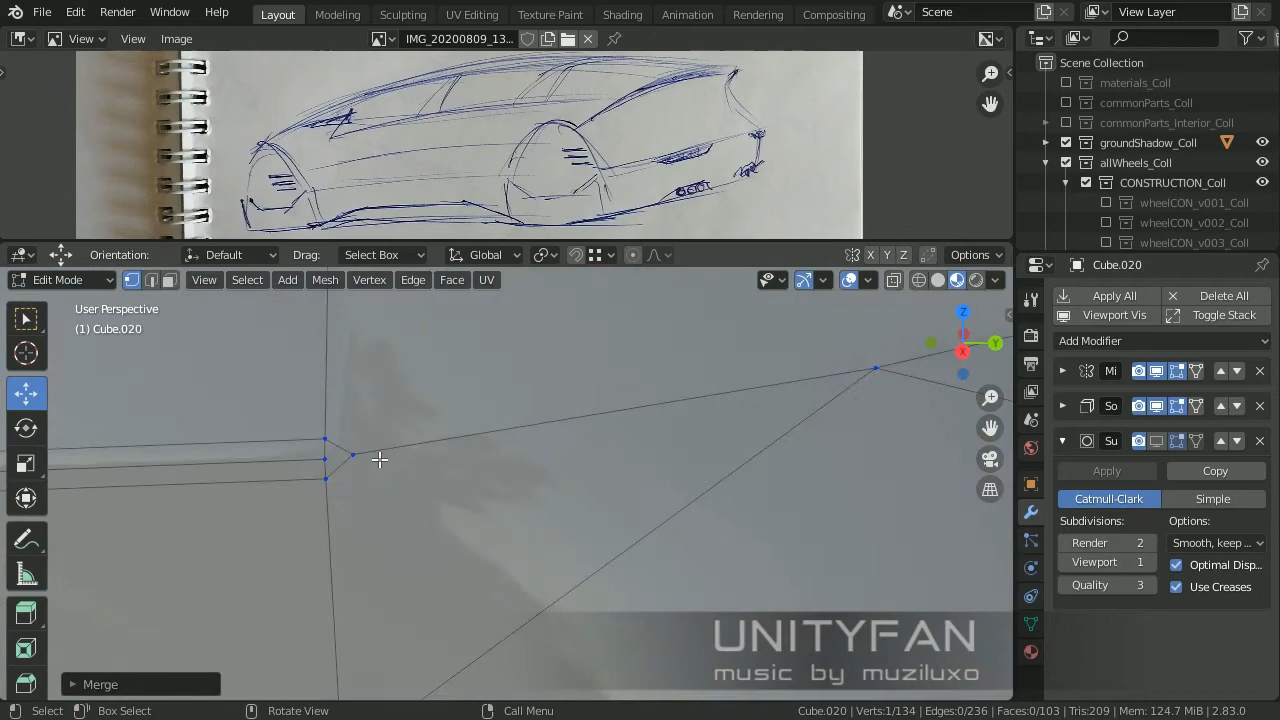 File Edit Render Window Help Layout Modeling Sculpting UV Editing Texture Paint Shading Animation Rendering Compositing Scene View Layer
View View Image IMG_20200809_13...
Scene Collection
materials_Coll
commonParts_Coll
commonParts_Interior_Coll
groundShadow_Coll
allWheels_Coll
CONSTRUCTION_Coll
wheelCON_v001
wheelCON_v002
wheelCON_v003
Orientation: Default Drag: Select Box Global X Y Z Options
Edit Mode View Select Add Mesh Vertex Edge Face UV
User Perspective
(1) Cube.020
Z
Y
X
Cube.020
Apply All Delete All
Viewport Vis Toggle Stack
Add Modifier
Mi
So
Su
Apply Copy
Catmull-Clark Simple
Subdivisions: Options:
Render 2 Smooth, keep ...
Viewport 1 Optimal Disp...
Quality 3 Use Creases
UNITYFAN
music by muziluxo
Merge
Select Box Select Rotate View Call Menu Cube.020 | Verts:1/134 | Edges:0/236 | Faces:0/103 | Tris:209 | Mem: 124.7 MiB | 2.83.0